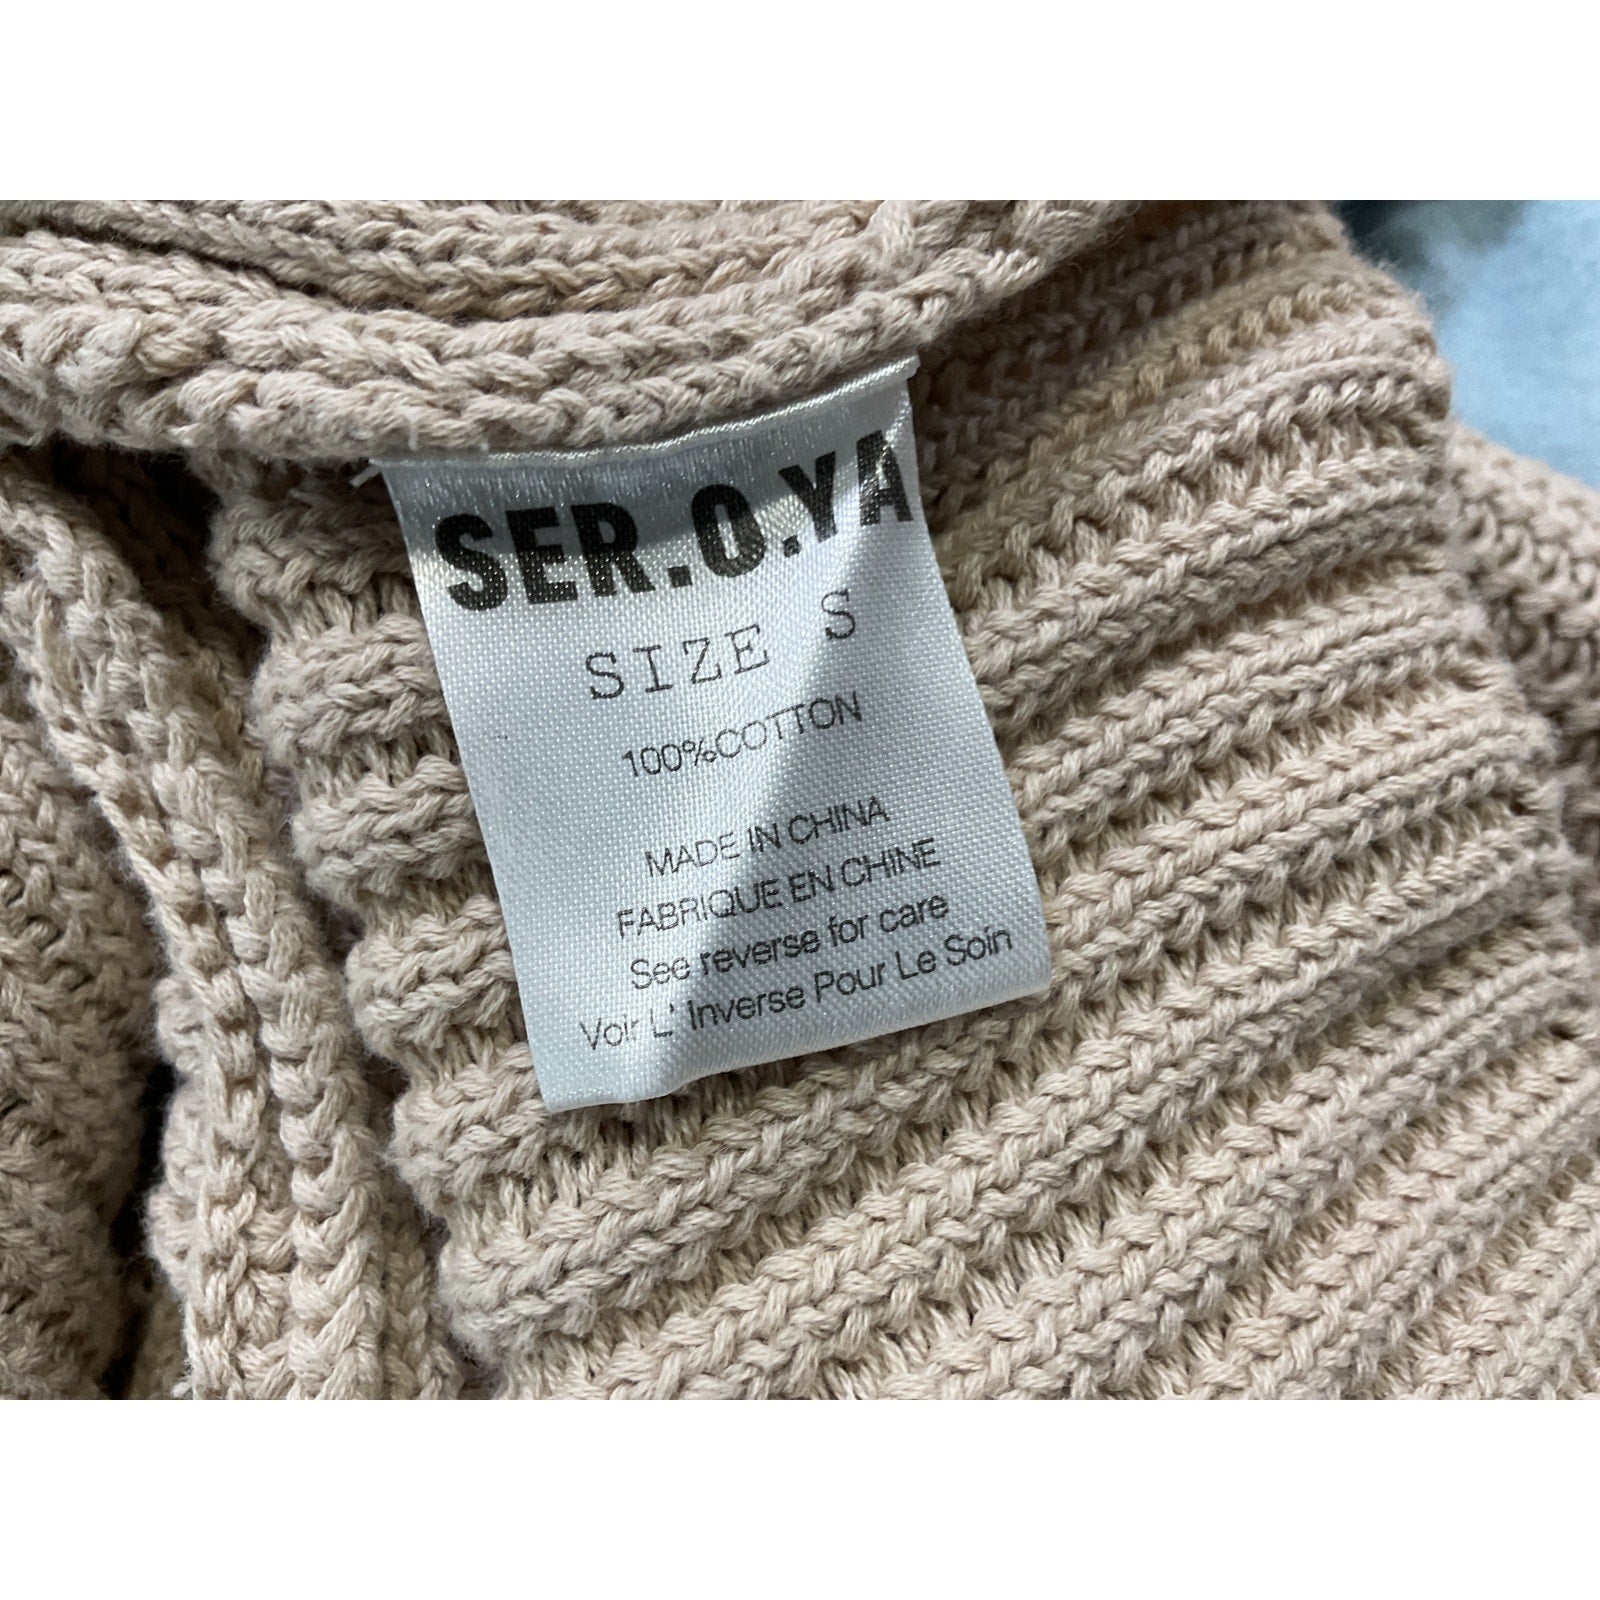 SER.O.YA
SIZE S
100%COTTON
MADE IN CHINA
FABRIQUE EN CHINE
See reverse for care
Voir L' Inverse Pour Le Soin